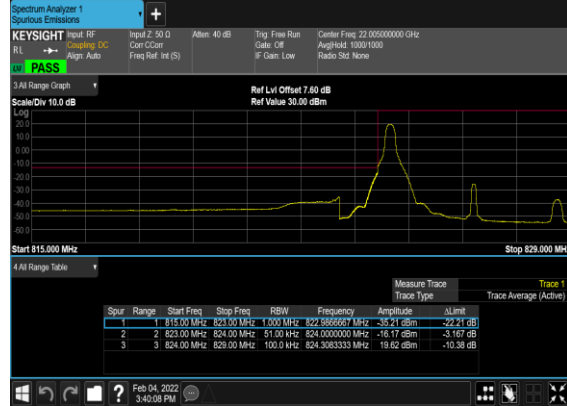 Spectrum Analyzer 1
Spurious Emissions
KEYSIGHT Input: RF Input Z: 50 Ω Atten: 40 dB Trig: Free Run Center Freq: 22.005000000 GHz
RL Coupling: DC Corr CCorr Gate: Off Avg|Hold: 1000/1000
Align: Auto Freq Ref: Int (S) IF Gain: Low Radio Std: None
PASS
3 All Range Graph
Ref Lvl Offset 7.60 dB
Scale/Div 10.0 dB Ref Value 30.00 dBm
Log
20.0
10.0
0.00
-10.0
-20.0
-30.0
-40.0
-50.0
-60.0
Start 815.000 MHz Stop 829.000 MH
4 All Range Table
Measure Trace Trace 1
Trace Type Trace Average (Active)
Spur Range Start Freq Stop Freq RBW Frequency Amplitude ΔLimit
1 1 815.00 MHz 823.00 MHz 1.000 MHz 822.9866667 MHz -35.21 dBm -22.21 dB
2 2 823.00 MHz 824.00 MHz 51.00 kHz 824.0000000 MHz -16.17 dBm -3.167 dB
3 3 824.00 MHz 829.00 MHz 100.0 kHz 824.3083333 MHz 19.62 dBm -10.38 dB
Feb 04, 2022
3:40:08 PM